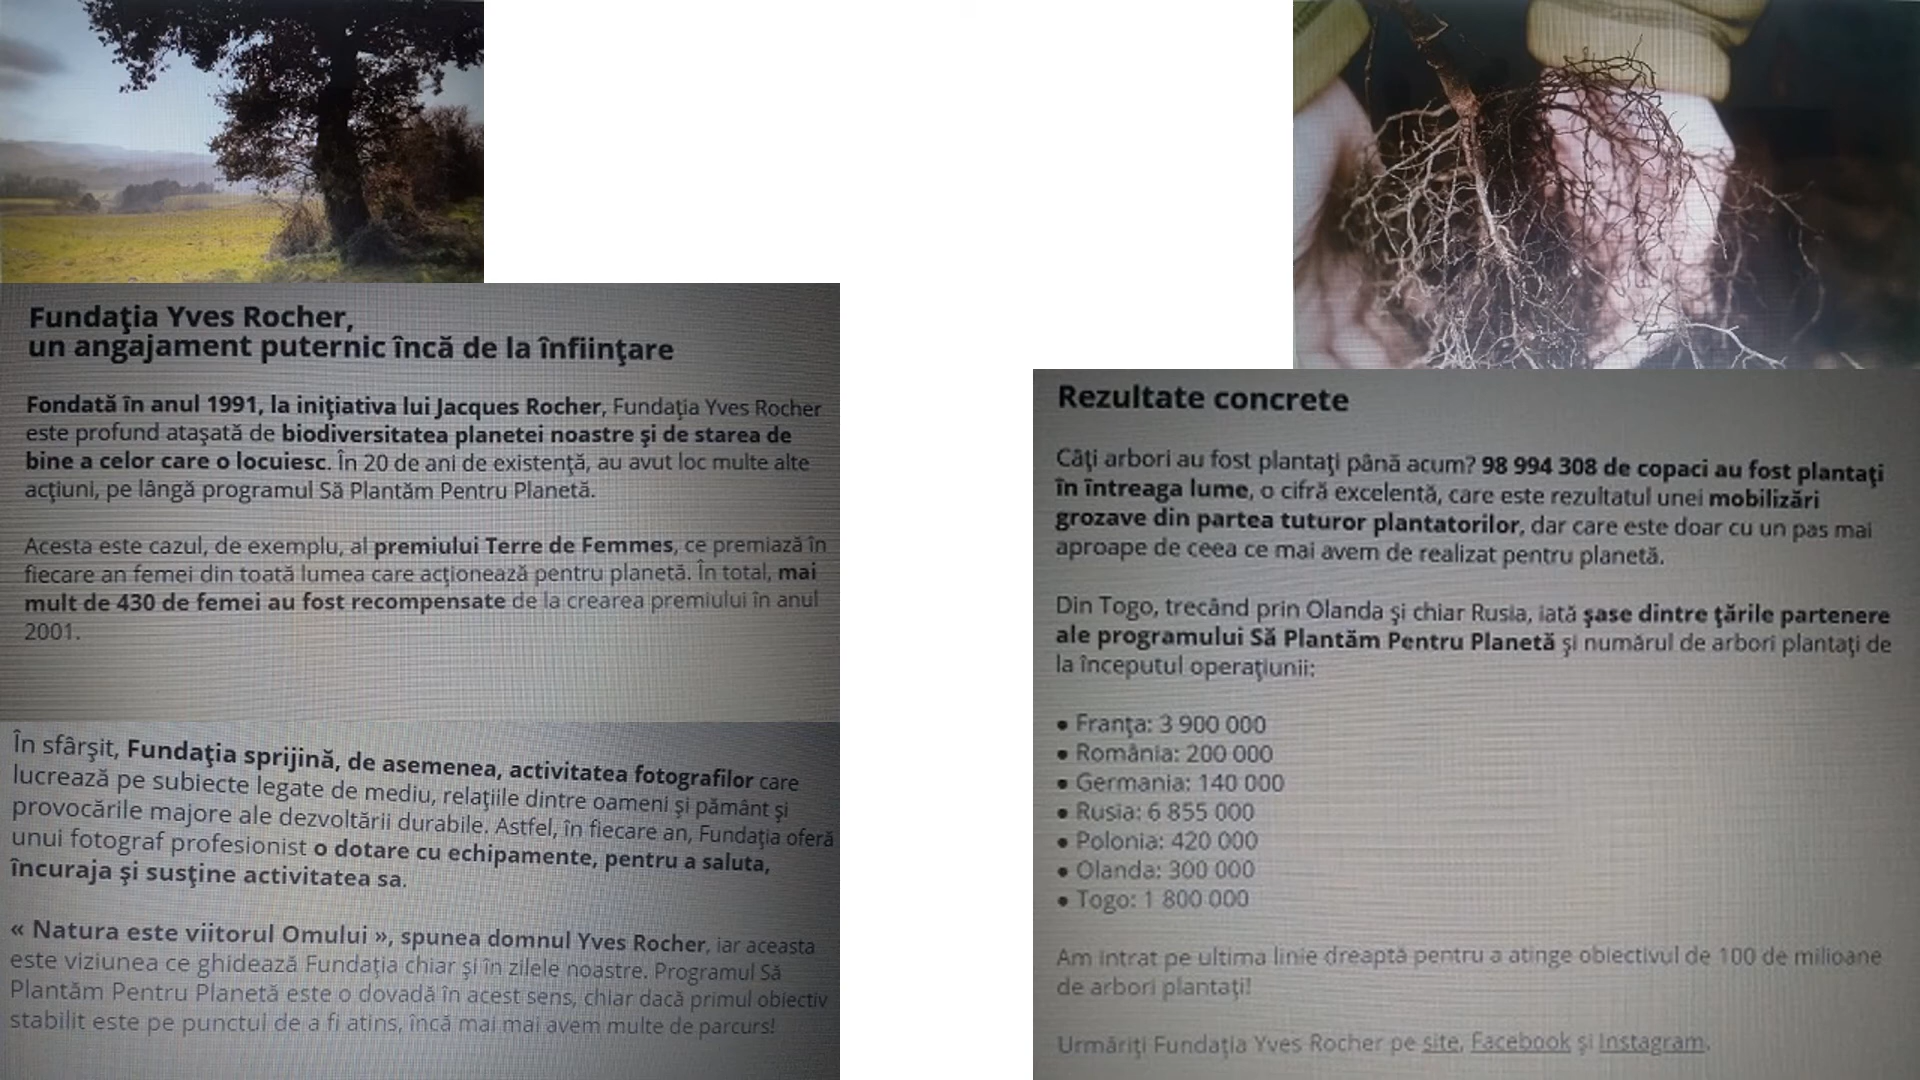 Fundaţia Yves Rocher,
un angajament puternic încă de la înfiinţare
Fondată în anul 1991, la iniţiativa lui Jacques Rocher, Fundaţia Yves Rocher
este profund ataşată de biodiversitatea planetei noastre şi de starea de
bine a celor care o locuiesc. În 20 de ani de existenţă, au avut loc multe alte
acţiuni, pe lângă programul Să Plantăm Pentru Planetă.
Acesta este cazul, de exemplu, al premiului Terre de Femmes, ce premiază în
fiecare an femei din toată lumea care acţionează pentru planetă. În total, mai
mult de 430 de femei au fost recompensate de la crearea premiului în anul
2001.
În sfârşit, Fundaţia sprijină, de asemenea, activitatea fotografilor care
lucrează pe subiecte legate de mediu, relaţiile dintre oameni şi pământ şi
provocările majore ale dezvoltării durabile. Astfel, în fiecare an, Fundaţia oferă
unui fotograf profesionist o dotare cu echipamente, pentru a saluta,
încuraja şi susţine activitatea sa.
« Natura este viitorul Omului », spunea domnul Yves Rocher, iar aceasta
este viziunea ce ghidează Fundaţia chiar şi în zilele noastre. Programul Să
Plantăm Pentru Planetă este o dovadă în acest sens, chiar dacă primul obiectiv
stabilit este pe punctul de a fi atins, încă mai mai avem multe de parcurs!
Rezultate concrete
Câţi arbori au fost plantaţi până acum? 98 994 308 de copaci au fost plantaţi
în întreaga lume, o cifră excelentă, care este rezultatul unei mobilizări
grozave din partea tuturor plantatorilor, dar care este doar cu un pas mai
aproape de ceea ce mai avem de realizat pentru planetă.
Din Togo, trecând prin Olanda şi chiar Rusia, iată şase dintre ţările partenere
ale programului Să Plantăm Pentru Planetă şi numărul de arbori plantaţi de
la începutul operaţiunii:
• Franţa: 3 900 000
• România: 200 000
• Germania: 140 000
• Rusia: 6 855 000
• Polonia: 420 000
• Olanda: 300 000
• Togo: 1 800 000
Am intrat pe ultima linie dreaptă pentru a atinge obiectivul de 100 de milioane
de arbori plantaţi!
Urmăriţi Fundaţia Yves Rocher pe site, Facebook şi Instagram.